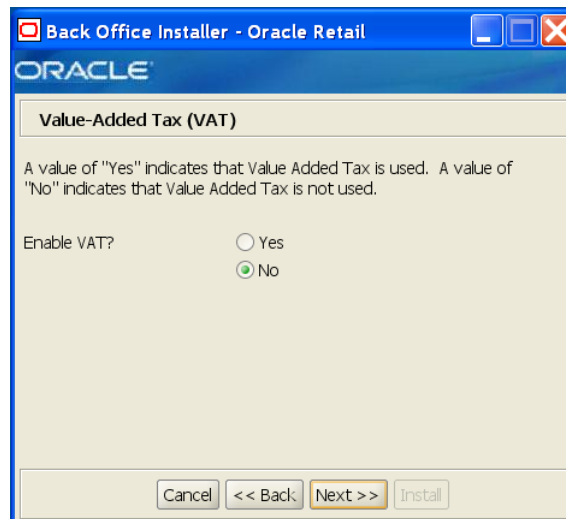 Back Office Installer - Oracle Retail
ORACLE
Value-Added Tax (VAT)
A value of "Yes" indicates that Value Added Tax is used. A value of
"No" indicates that Value Added Tax is not used.
Enable VAT? Yes
No
Cancel << Back Next >> Install